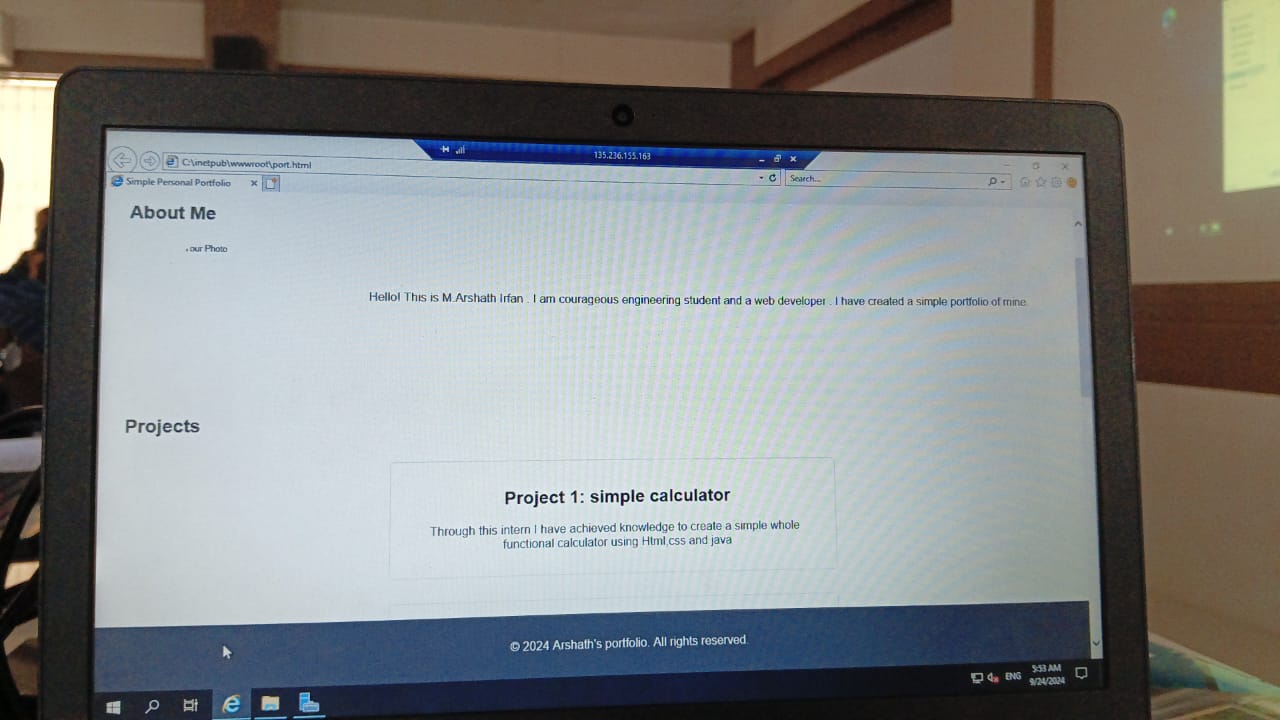 135.236.155.163
C:\inetpub\wwwroot\port.html
Search...
Simple Personal Portfolio
About Me
our Photo
Hello! This is M.Arshath Irfan . I am courageous engineering student and a web developer . I have created a simple portfolio of mine.
Projects
Project 1: simple calculator
Through this intern I have achieved knowledge to create a simple whole
functional calculator using Html,css and java
© 2024 Arshath's portfolio. All rights reserved.
ENG
5:53 AM
9/24/2024